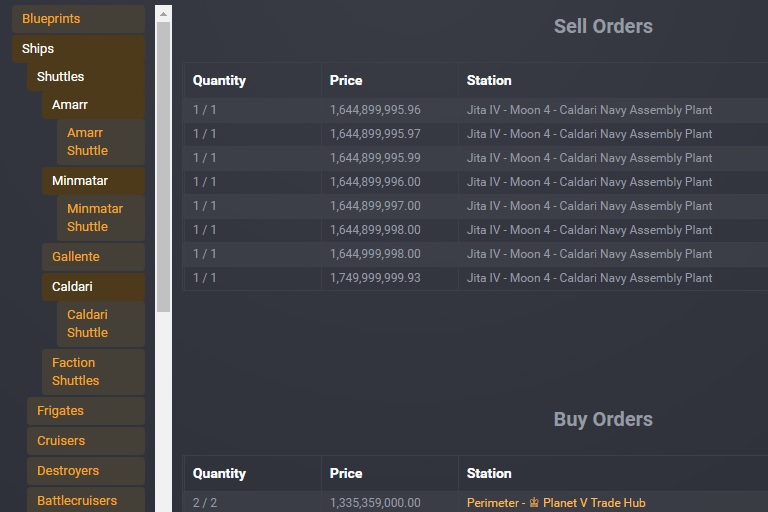 Blueprints
Ships
Shuttles
Amarr
Amarr
Shuttle
Minmatar
Minmatar
Shuttle
Gallente
Caldari
Caldari
Shuttle
Faction
Shuttles
Frigates
Cruisers
Destroyers
Battlecruisers
Sell Orders
Quantity Price Station
1 / 1 1,644,899,995.96 Jita IV - Moon 4 - Caldari Navy Assembly Plant
1 / 1 1,644,899,995.97 Jita IV - Moon 4 - Caldari Navy Assembly Plant
1 / 1 1,644,899,995.99 Jita IV - Moon 4 - Caldari Navy Assembly Plant
1 / 1 1,644,899,996.00 Jita IV - Moon 4 - Caldari Navy Assembly Plant
1 / 1 1,644,899,997.00 Jita IV - Moon 4 - Caldari Navy Assembly Plant
1 / 1 1,644,899,998.00 Jita IV - Moon 4 - Caldari Navy Assembly Plant
1 / 1 1,644,999,998.00 Jita IV - Moon 4 - Caldari Navy Assembly Plant
1 / 1 1,749,999,999.93 Jita IV - Moon 4 - Caldari Navy Assembly Plant
Buy Orders
Quantity Price Station
2 / 2 1,335,359,000.00 Perimeter - ♔ Planet V Trade Hub